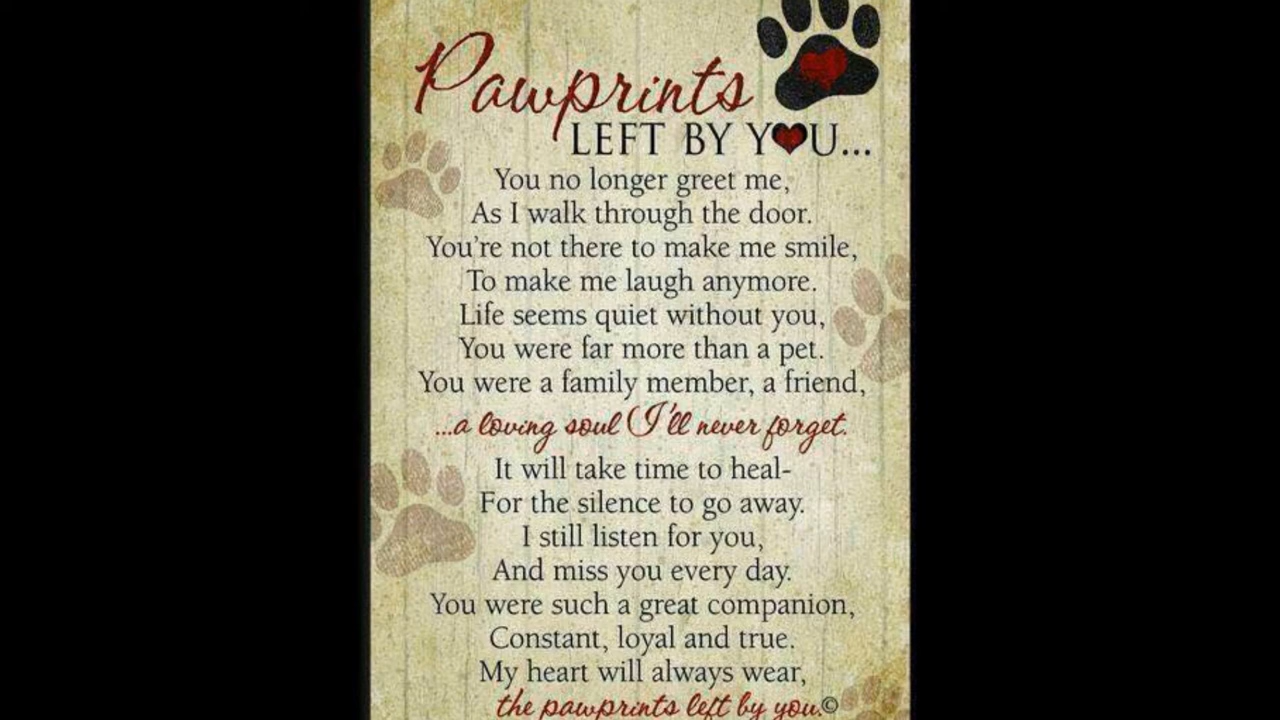 Pawprints
LEFT BY YOU...
You no longer greet me,
As I walk through the door.
You're not there to make me smile,
To make me laugh anymore.
Life seems quiet without you,
You were far more than a pet.
You were a family member, a friend,
...a loving soul I'll never forget.
It will take time to heal-
For the silence to go away.
I still listen for you,
And miss you every day.
You were such a great companion,
Constant, loyal and true.
My heart will always wear,
the pawprints left by you.©